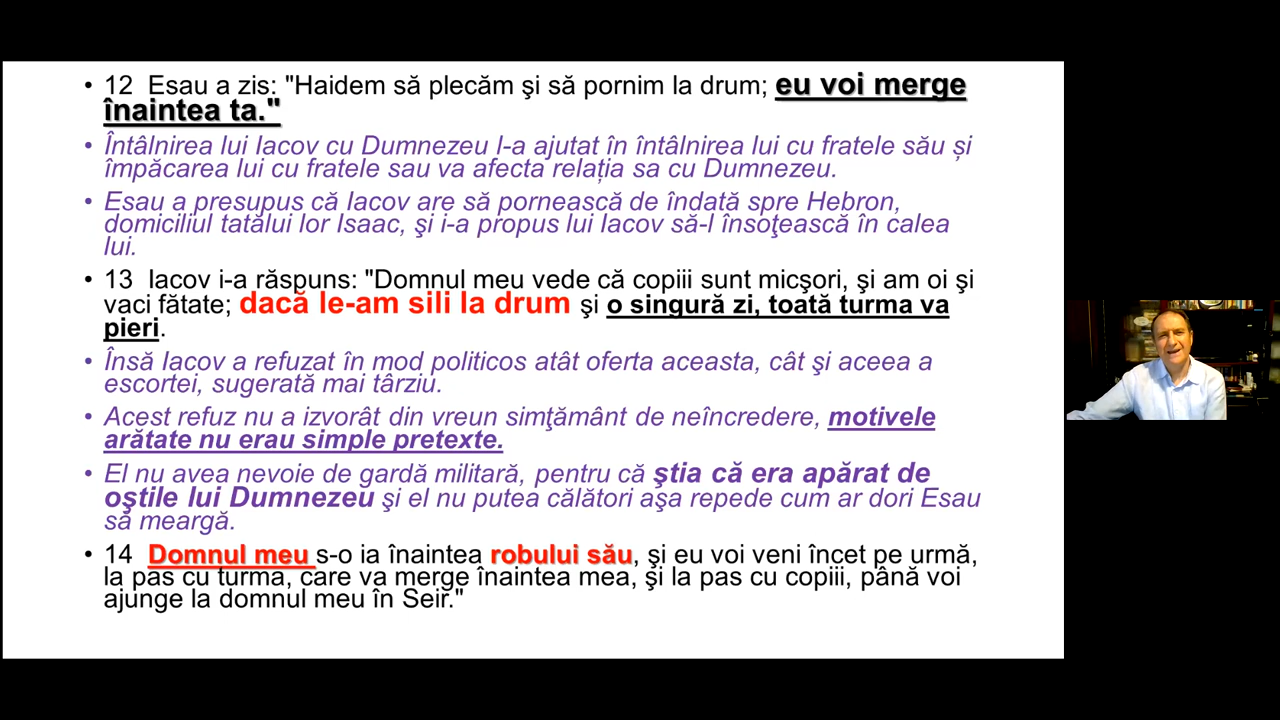 • 12 Esau a zis: "Haidem să plecăm şi să pornim la drum; eu voi merge
înaintea ta."
• Întâlnirea lui Iacov cu Dumnezeu l-a ajutat în întâlnirea lui cu fratele său și
împăcarea lui cu fratele sau va afecta relația sa cu Dumnezeu.
• Esau a presupus că Iacov are să pornească de îndată spre Hebron,
domiciliul tatălui lor Isaac, şi i-a propus lui Iacov să-l însoţească în calea
lui.
• 13 Iacov i-a răspuns: "Domnul meu vede că copiii sunt micşori, şi am oi şi
vaci fătate; dacă le-am sili la drum şi o singură zi, toată turma va
pieri.
• Însă Iacov a refuzat în mod politicos atât oferta aceasta, cât şi aceea a
escortei, sugerată mai târziu.
• Acest refuz nu a izvorât din vreun simţământ de neîncredere, motivele
arătate nu erau simple pretexte.
• El nu avea nevoie de gardă militară, pentru că ştia că era apărat de
oştile lui Dumnezeu şi el nu putea călători aşa repede cum ar dori Esau
să meargă.
• 14 Domnul meu s-o ia înaintea robului său, şi eu voi veni încet pe urmă,
la pas cu turma, care va merge înaintea mea, şi la pas cu copiii, până voi
ajunge la domnul meu în Seir."